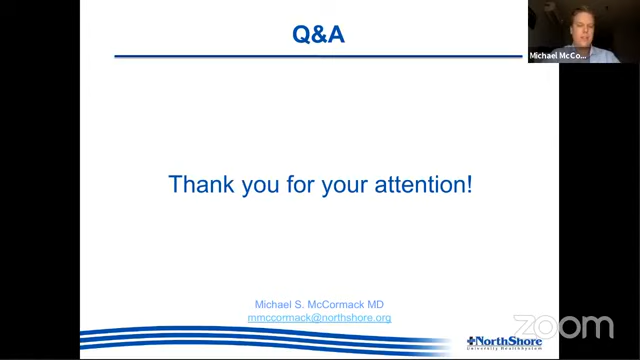 Q&A
Michael McCo...
Thank you for your attention!
Michael S. McCormack MD
mmccormack@northshore.org
NorthShore
University HealthSystem
zoom